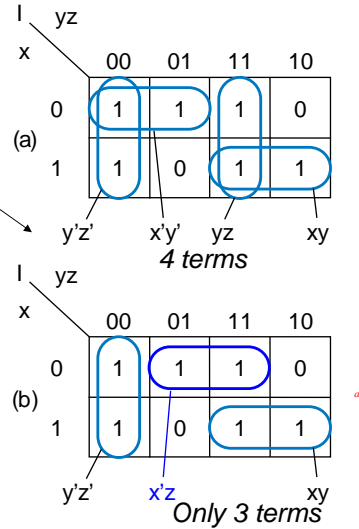 I yz
x
00 01 11 10
0 1 1 1 0
(a)
1 1 0 1 1
y'z' x'y' yz xy
4 terms
I yz
x
00 01 11 10
0 1 1 1 0
(b)
1 1 0 1 1
y'z' x'z xy
Only 3 terms
a